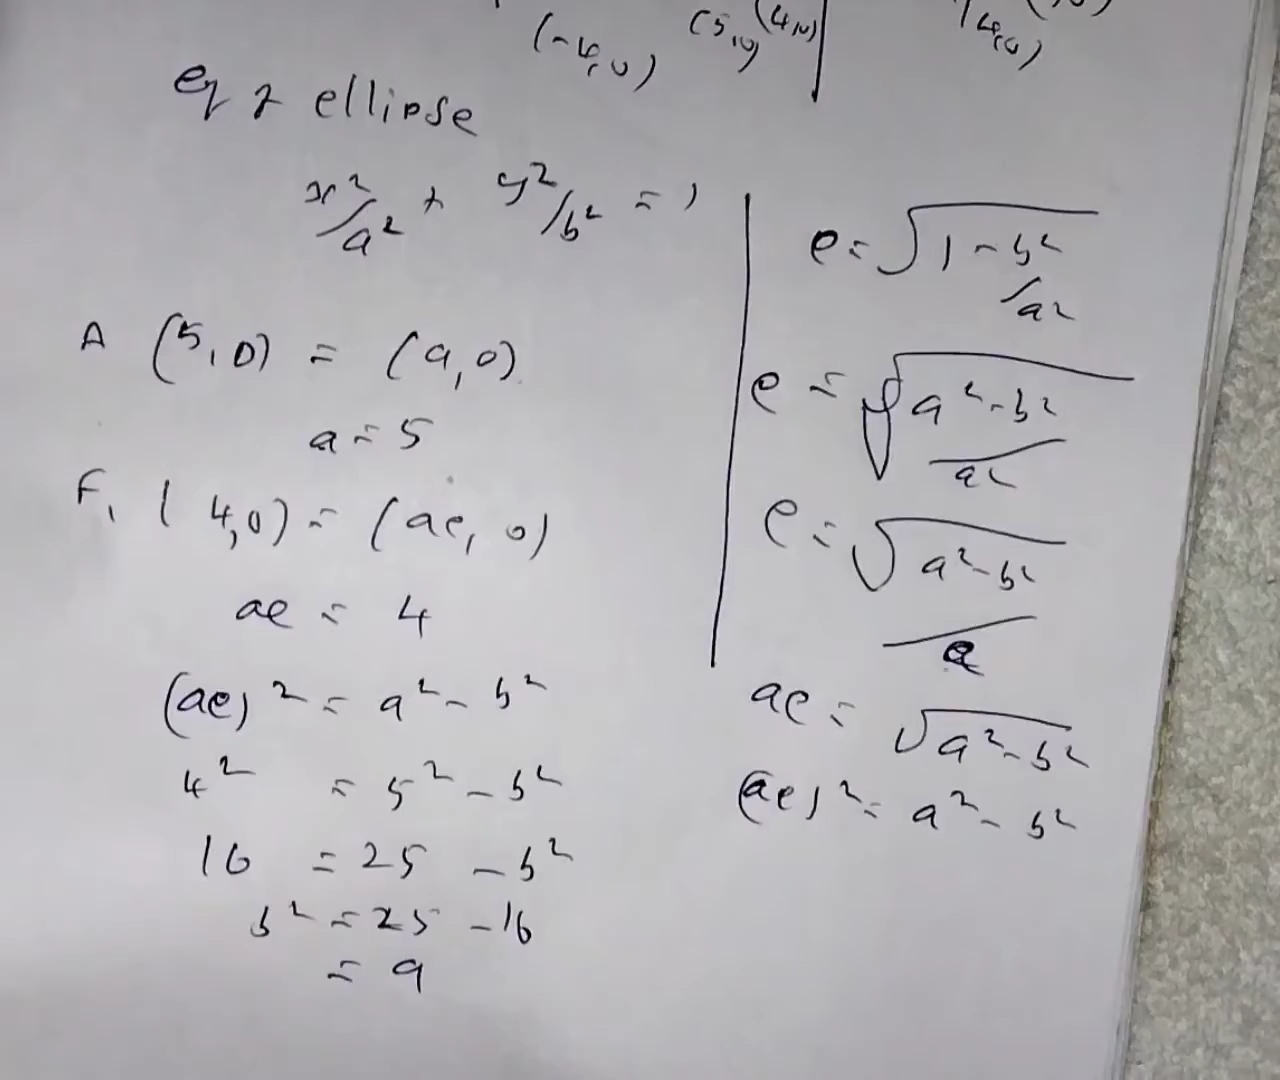 (-4,0) (5,0) (4,0)
(4,0)
eq of ellipse
x²/a² + y²/b² = 1
A (5,0) = (a,0)
a = 5
F₁ ( 4,0) = (ae, 0)
ae = 4
(ae)² = a² - b²
4² = 5² - b²
16 = 25 - b²
b² = 25 - 16
= 9
e = √1 - b²/a²
e = √a² - b²/a²
e = √a² - b²/a
ae = √a² - b²
(ae)² = a² - b²